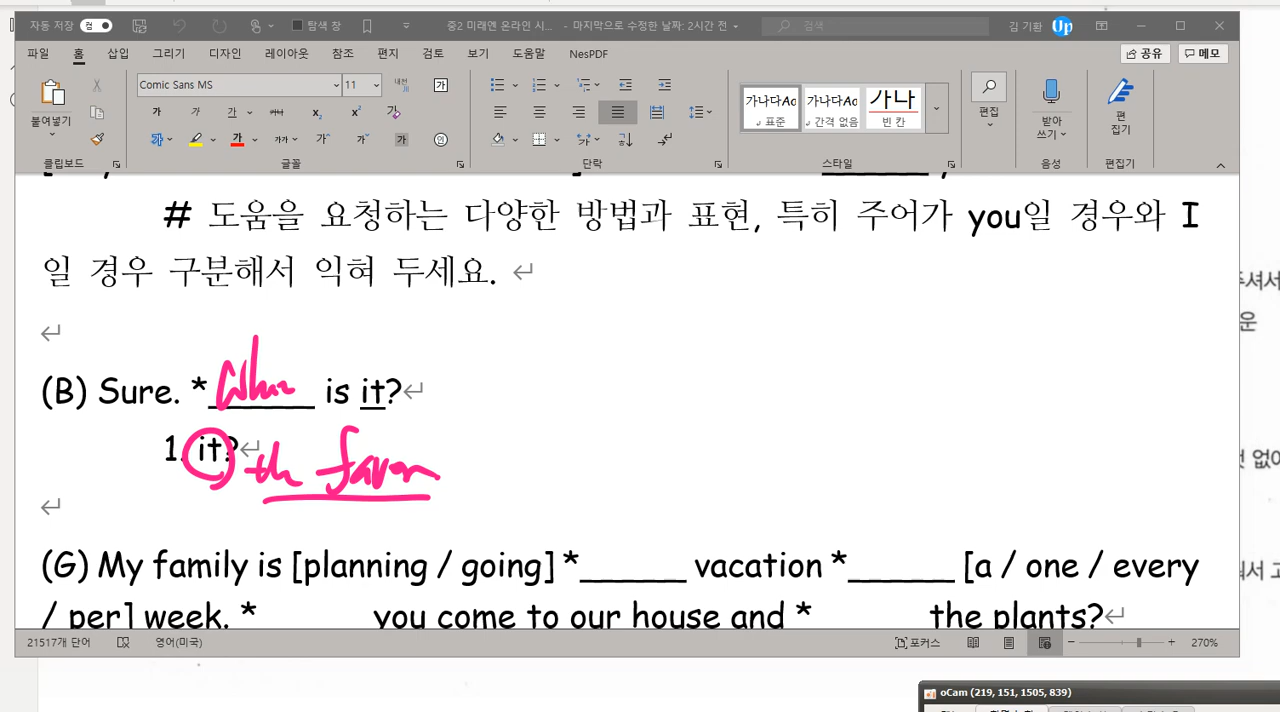 자동 저장 컴 탐색 창 중2 미래엔 온라인 시... - 마지막으로 수정한 날짜: 2시간 전 검색 김 기환 Up
파일 홈 삽입 그리기 디자인 레이아웃 참조 편지 검토 보기 도움말 NesPDF 공유 메모
Comic Sans MS 11 가나다Aa 가나다Aa 가나
붙여넣기 표준 간격 없음 빈 칸 편집 받아쓰기 편집기
클립보드 글꼴 단락 스타일 음성 편집기
# 도움을 요청하는 다양한 방법과 표현, 특히 주어가 you일 경우와 I
일 경우 구분해서 익혀 두세요.
(B) Sure. *______ is it?
1. it? the favor
(G) My family is [planning / going] *______ vacation *______ [a / one / every
/ per] week. *______ you come to our house and *______ the plants?
21517개 단어 영어(미국) 포커스 270%
oCam (219, 151, 1505, 839)